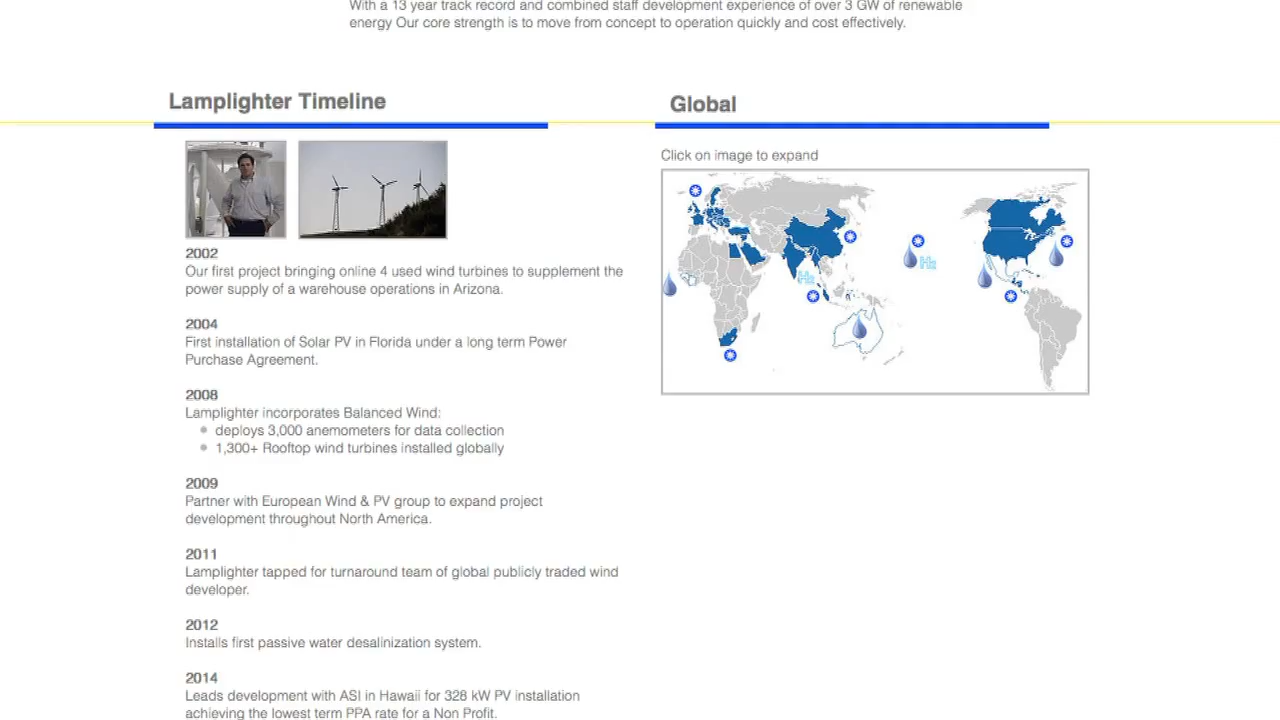 With a 13 year track record and combined staff development experience of over 3 GW of renewable
energy Our core strength is to move from concept to operation quickly and cost effectively.
Lamplighter Timeline
2002
Our first project bringing online 4 used wind turbines to supplement the
power supply of a warehouse operations in Arizona.
2004
First installation of Solar PV in Florida under a long term Power
Purchase Agreement.
2008
Lamplighter incorporates Balanced Wind:
deploys 3,000 anemometers for data collection
1,300+ Rooftop wind turbines installed globally
2009
Partner with European Wind & PV group to expand project
development throughout North America.
2011
Lamplighter tapped for turnaround team of global publicly traded wind
developer.
2012
Installs first passive water desalinization system.
2014
Leads development with ASI in Hawaii for 328 kW PV installation
achieving the lowest term PPA rate for a Non Profit.
Global
Click on image to expand
H2
H2